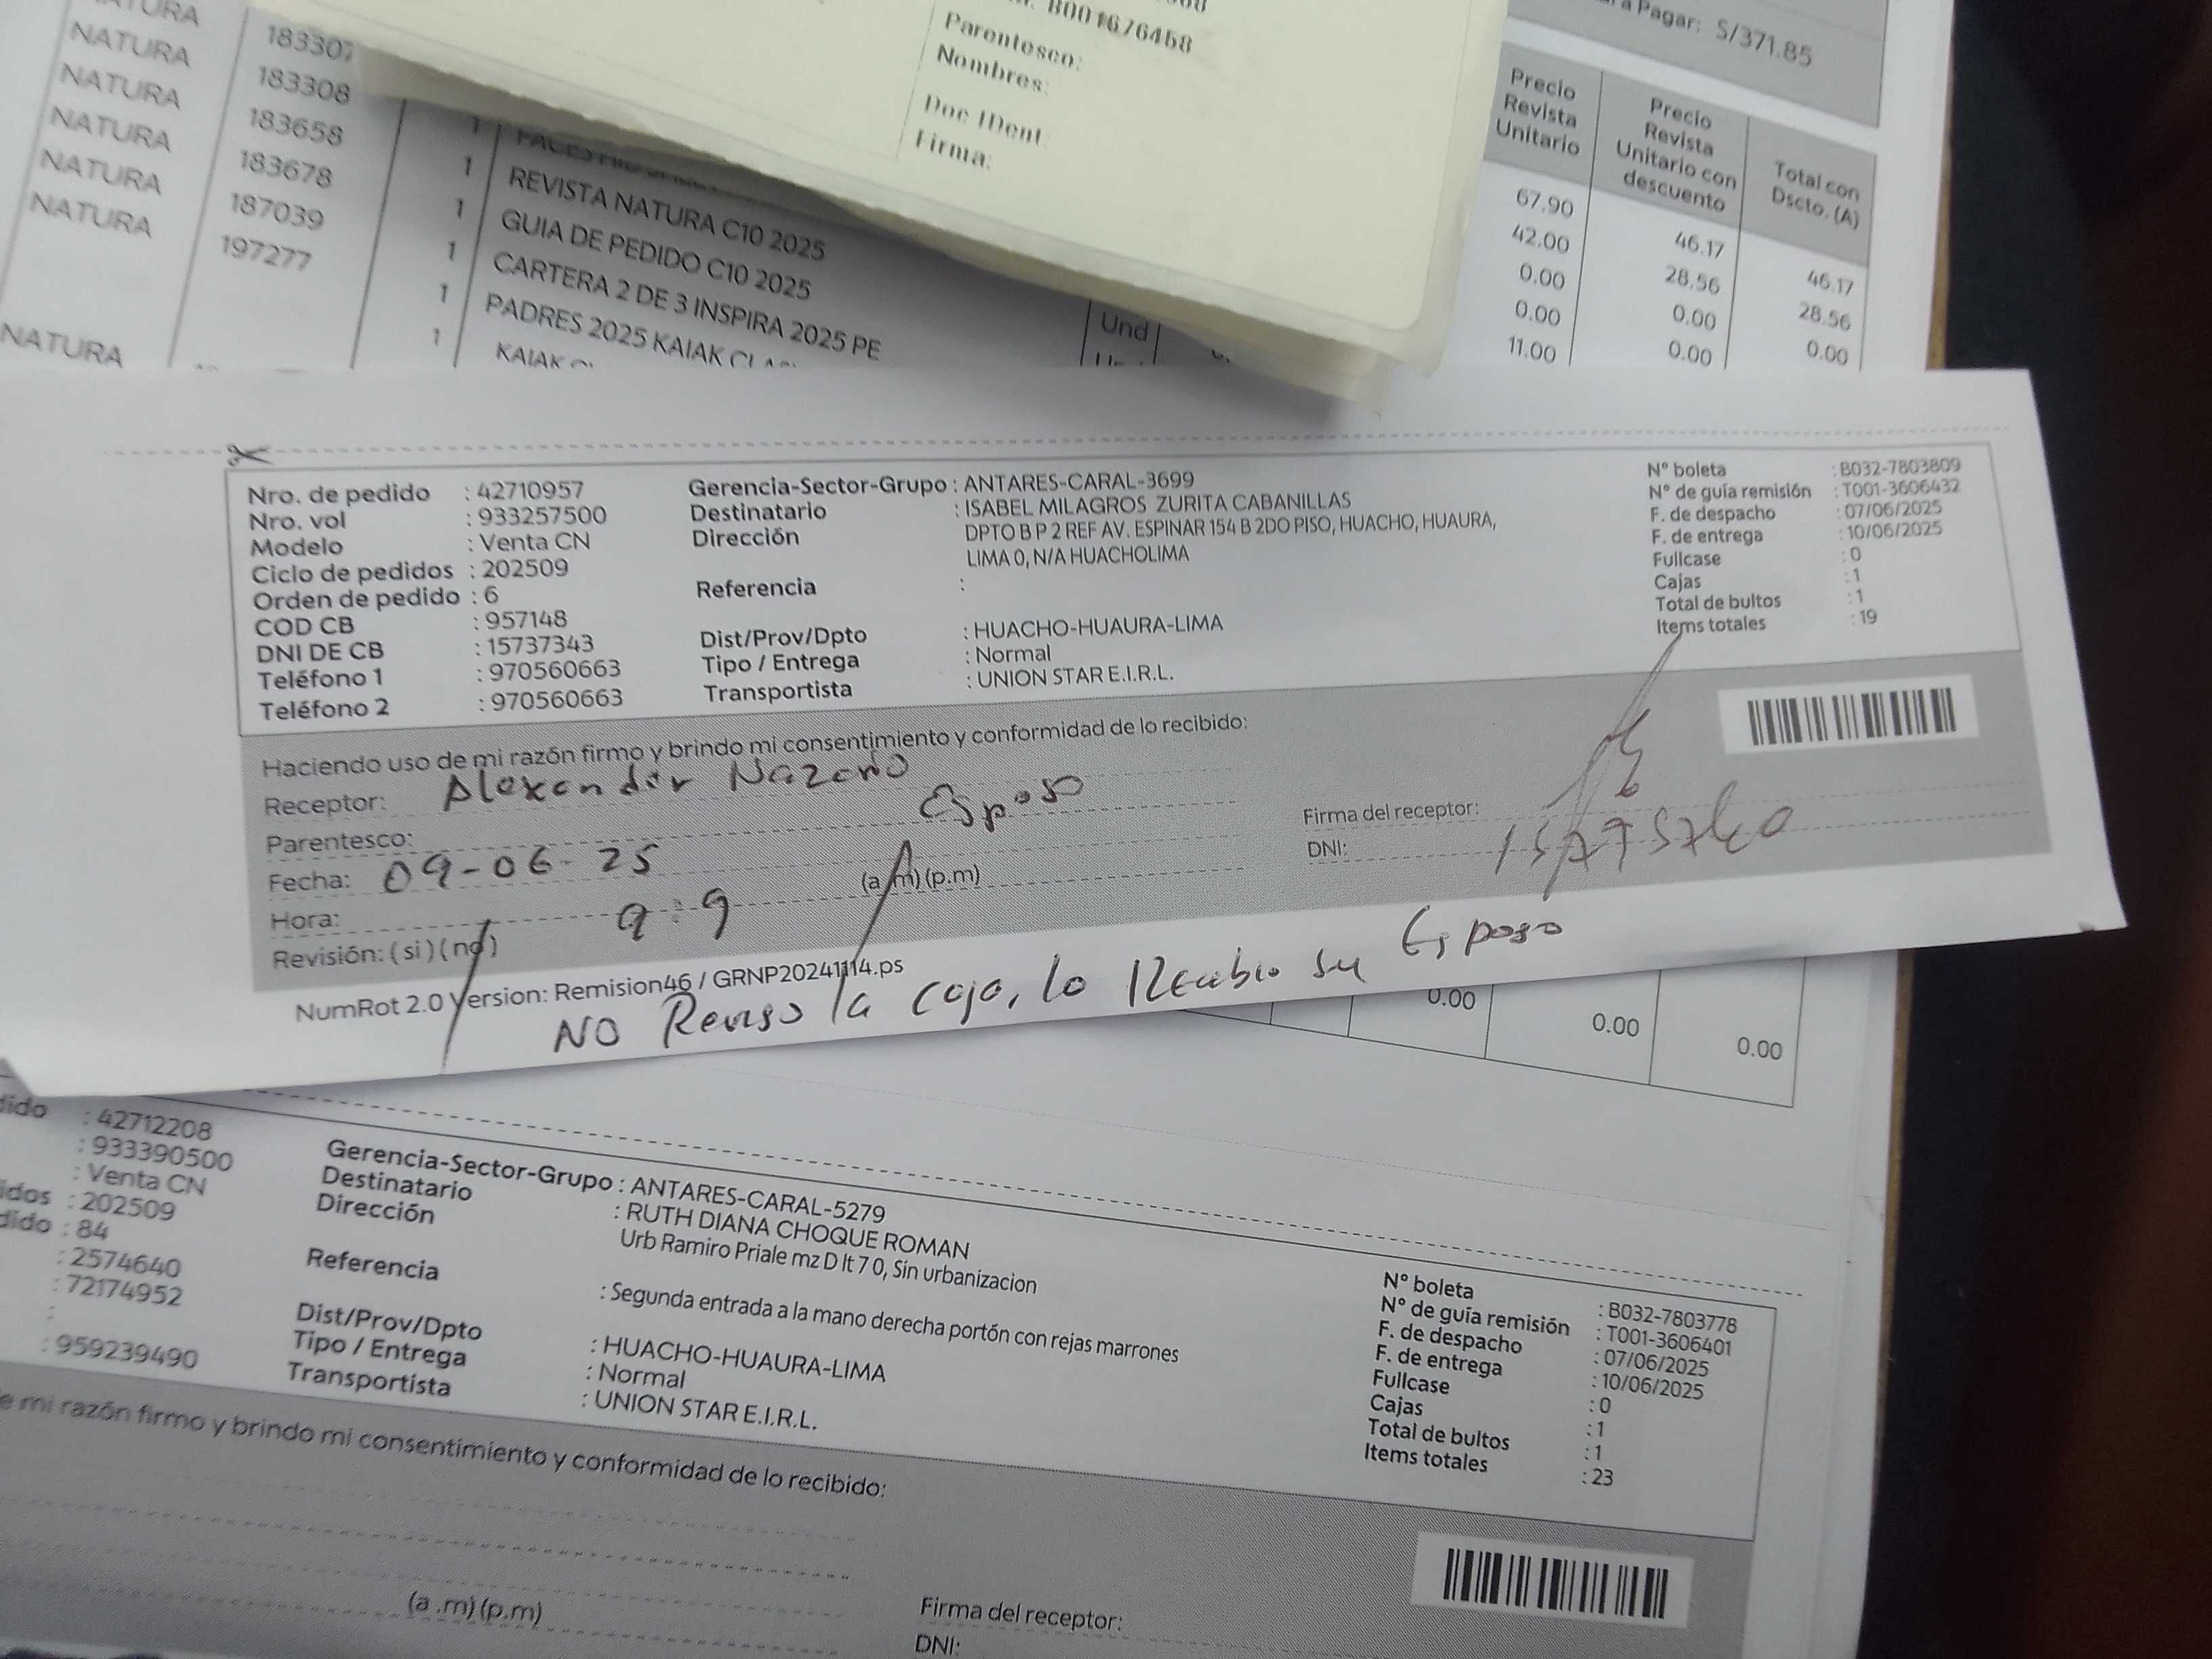 B001676458
Parentesco:
Nombres:
Doc IDent:
Firma:
a Pagar: S/371.85
NATURA
NATURA 183307
NATURA 183308
NATURA 183658
NATURA 183678 1
NATURA 187039 1 REVISTA NATURA C10 2025
197277 1 GUIA DE PEDIDO C10 2025
1 CARTERA 2 DE 3 INSPIRA 2025 PE
NATURA 1 PADRES 2025 KAIAK
KAIAK
Und
Precio Revista Unitario
Precio Revista Unitario con descuento
Total con Dscto. (A)
67.90 46.17 46.17
42.00 28.56 28.56
0.00 0.00 0.00
0.00 0.00
11.00
Nro. de pedido : 42710957
Nro. vol : 933257500
Modelo : Venta CN
Ciclo de pedidos : 202509
Orden de pedido : 6
COD CB : 957148
DNI DE CB : 15737343
Teléfono 1 : 970560663
Teléfono 2 : 970560663
Gerencia-Sector-Grupo : ANTARES-CARAL-3699
Destinatario : ISABEL MILAGROS ZURITA CABANILLAS
Dirección DPTO B P 2 REF AV. ESPINAR 154 B 2DO PISO, HUACHO, HUAURA,
LIMA 0, N/A HUACHOLIMA
Referencia :
Dist/Prov/Dpto : HUACHO-HUAURA-LIMA
Tipo / Entrega : Normal
Transportista : UNION STAR E.I.R.L.
N° boleta : B032-7803809
N° de guía remisión : T001-3606432
F. de despacho : 07/06/2025
F. de entrega : 10/06/2025
Fullcase : 0
Cajas : 1
Total de bultos : 1
Items totales : 19
Haciendo uso de mi razón firmo y brindo mi consentimiento y conformidad de lo recibido:
Receptor: Alexander Nazario
Parentesco: Esposo
Fecha: 09-06-25
Hora: 9:9 (a.m) (p.m)
Revisión: ( si ) ( no )
Firma del receptor:
DNI:
NumRot 2.0 Version: Remision46 / GRNP20241114.ps
NO Reviso la caja, lo Recibio su Esposo
0.00 0.00 0.00
dido : 42712208
: 933390500
: Venta CN
idos : 202509
dido : 84
: 2574640
: 72174952
:
: 959239490
Gerencia-Sector-Grupo : ANTARES-CARAL-5279
Destinatario : RUTH DIANA CHOQUE ROMAN
Dirección Urb Ramiro Priale mz D lt 7 0, Sin urbanizacion
Referencia : Segunda entrada a la mano derecha portón con rejas marrones
Dist/Prov/Dpto : HUACHO-HUAURA-LIMA
Tipo / Entrega : Normal
Transportista : UNION STAR E.I.R.L.
N° boleta : B032-7803778
N° de guía remisión : T001-3606401
F. de despacho : 07/06/2025
F. de entrega : 10/06/2025
Fullcase : 0
Cajas : 1
Total de bultos : 1
Items totales : 23
e mi razón firmo y brindo mi consentimiento y conformidad de lo recibido:
(a .m) (p.m)
Firma del receptor:
DNI: